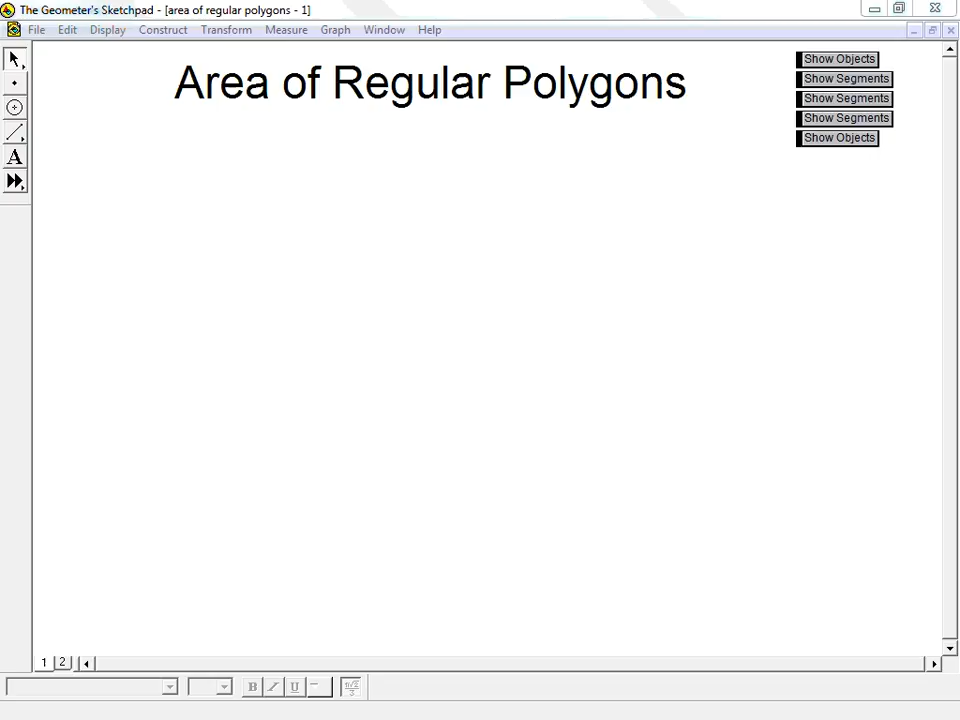 The Geometer's Sketchpad - [area of regular polygons - 1]
File Edit Display Construct Transform Measure Graph Window Help
Area of Regular Polygons
Show Objects
Show Segments
Show Segments
Show Segments
Show Objects
A
1 2
B I U